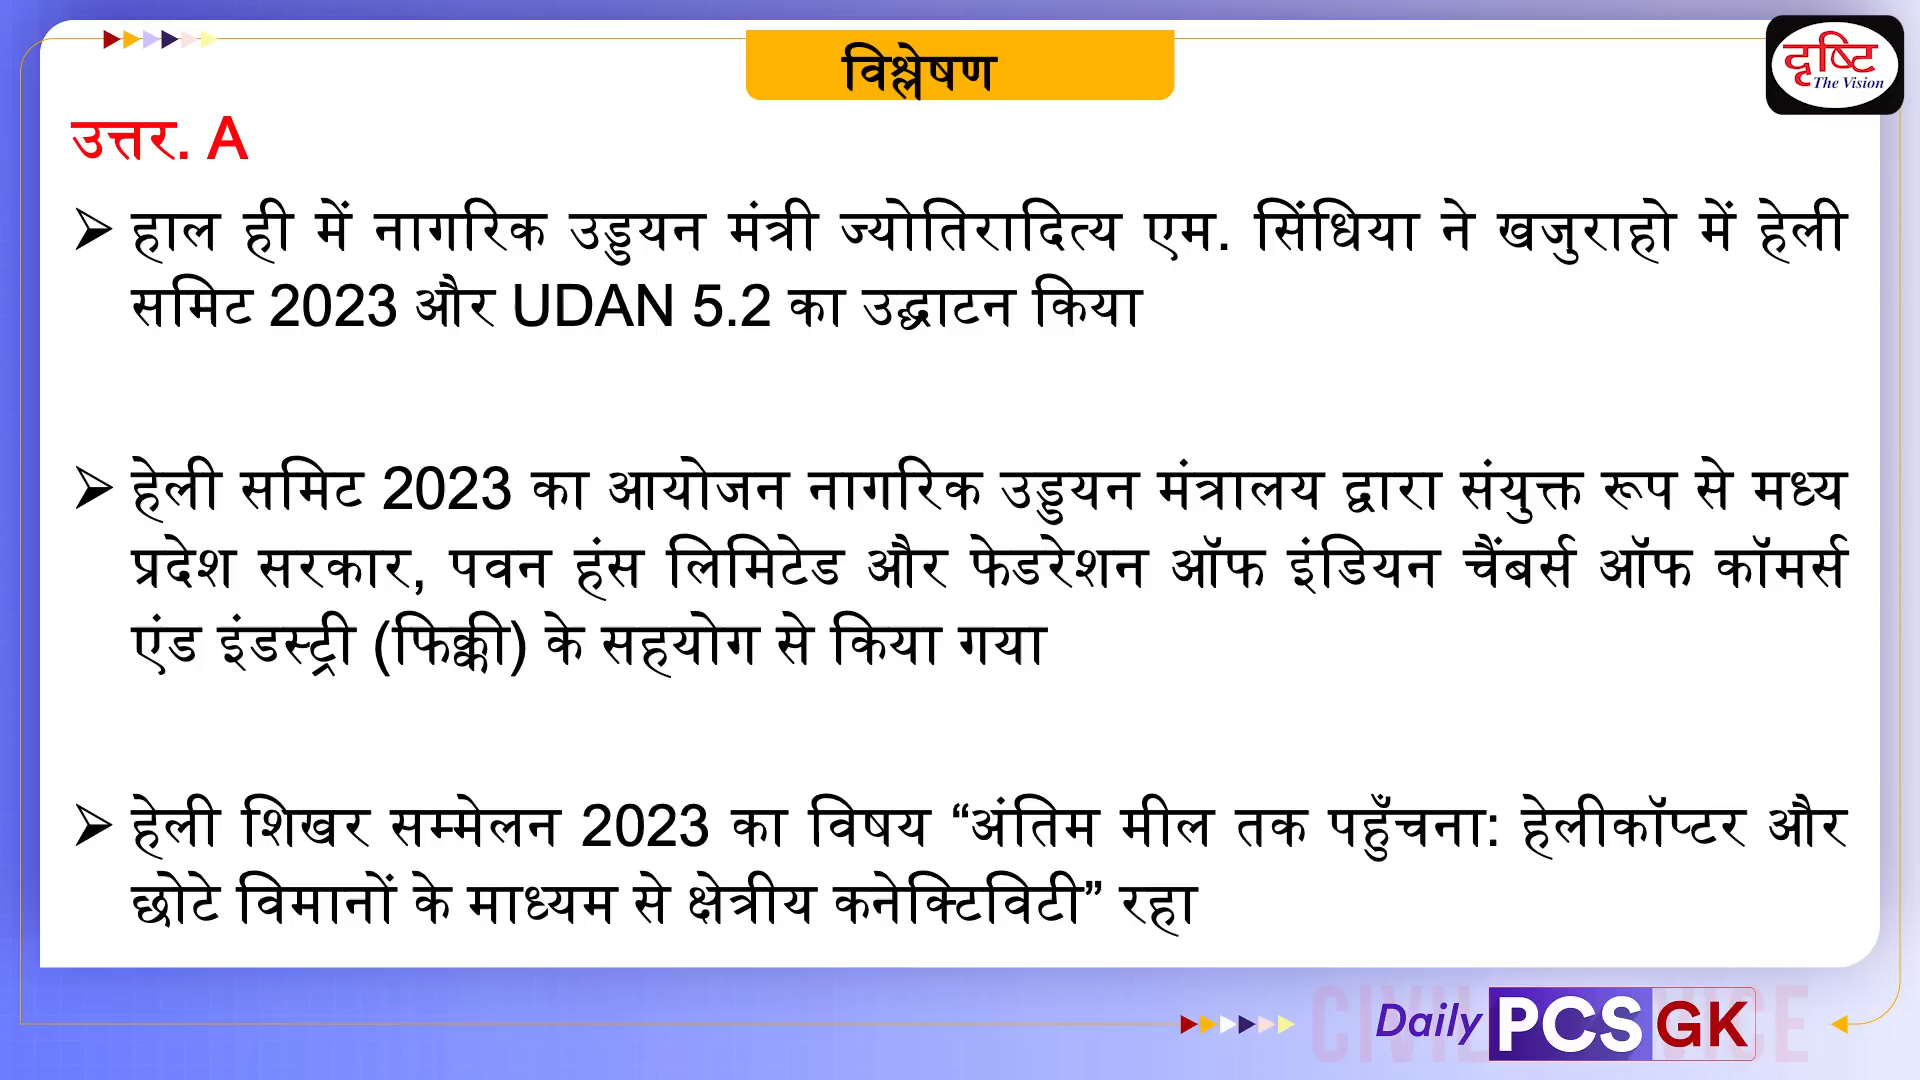 विश्लेषण
दृष्टि
The Vision
उत्तर. A
➢ हाल ही में नागरिक उड्डयन मंत्री ज्योतिरादित्य एम. सिंधिया ने खजुराहो में हेली
समिट 2023 और UDAN 5.2 का उद्घाटन किया
➢ हेली समिट 2023 का आयोजन नागरिक उड्डयन मंत्रालय द्वारा संयुक्त रूप से मध्य
प्रदेश सरकार, पवन हंस लिमिटेड और फेडरेशन ऑफ इंडियन चैंबर्स ऑफ कॉमर्स
एंड इंडस्ट्री (फिक्की) के सहयोग से किया गया
➢ हेली शिखर सम्मेलन 2023 का विषय “अंतिम मील तक पहुँचना: हेलीकॉप्टर और
छोटे विमानों के माध्यम से क्षेत्रीय कनेक्टिविटी” रहा
Daily PCS GK